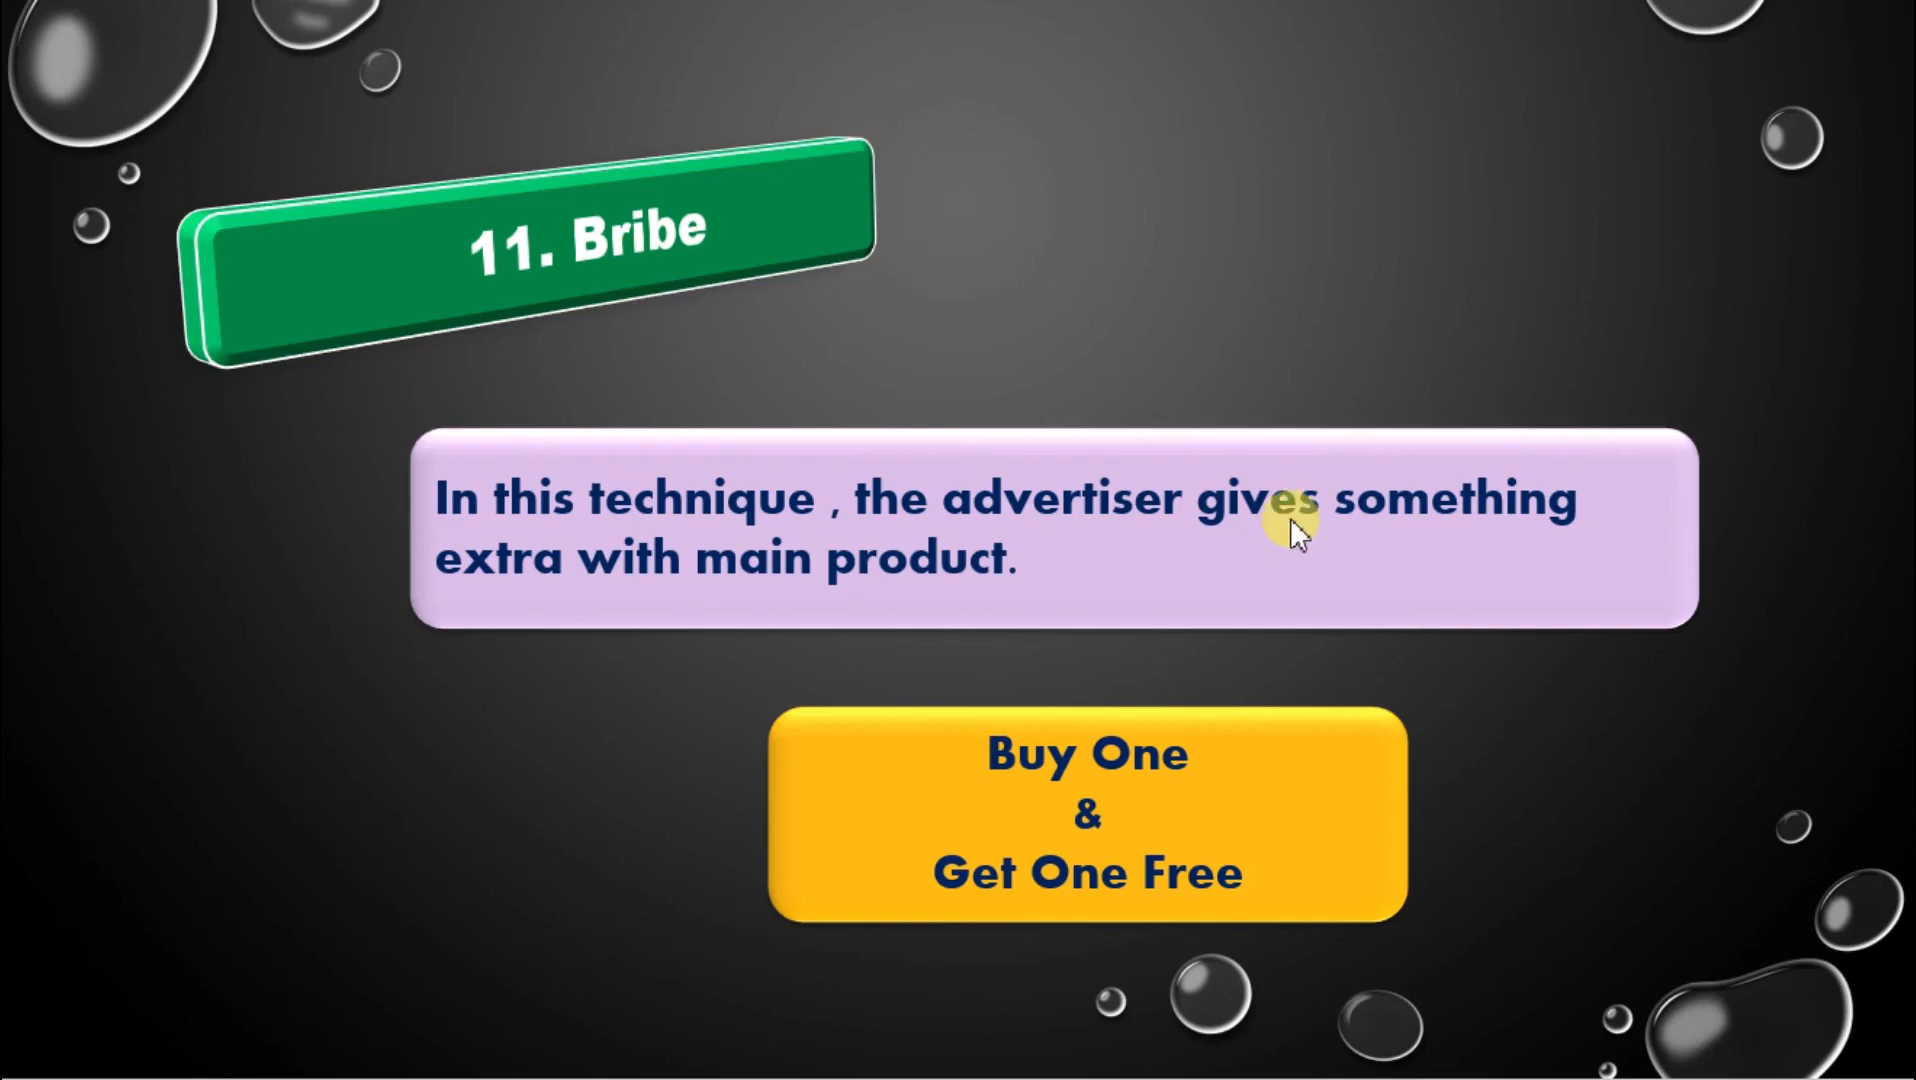 11. Bribe
In this technique , the advertiser gives something
extra with main product.
Buy One
&
Get One Free